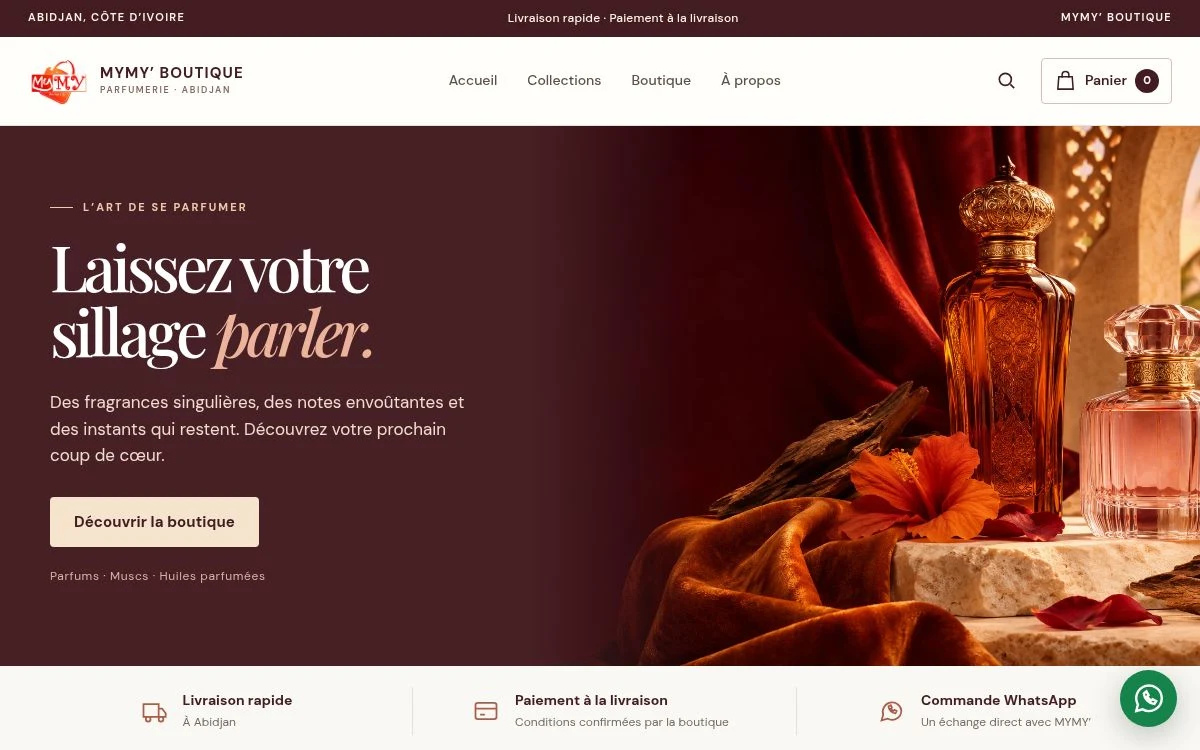 ABIDJAN, CÔTE D’IVOIRE
Livraison rapide · Paiement à la livraison
MYMY’ BOUTIQUE
MYMY’ BOUTIQUE
PARFUMERIE · ABIDJAN
Accueil
Collections
Boutique
À propos
Panier 0
L’ART DE SE PARFUMER
Laissez votre
sillage parler.
Des fragrances singulières, des notes envoûtantes et
des instants qui restent. Découvrez votre prochain
coup de cœur.
Découvrir la boutique
Parfums · Muscs · Huiles parfumées
Livraison rapide
À Abidjan
Paiement à la livraison
Conditions confirmées par la boutique
Commande WhatsApp
Un échange direct avec MYMY’